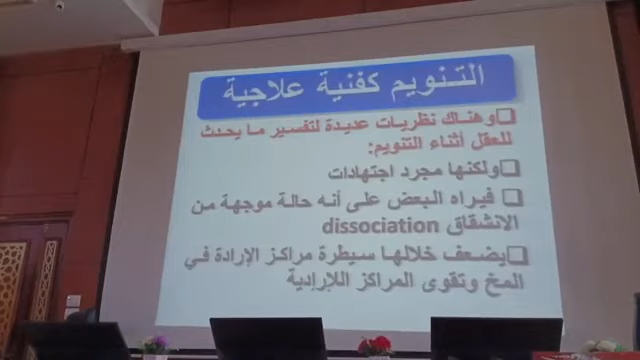 التنويم كفنية علاجية
وهناك نظريات عديدة لتفسير ما يحدث
للعقل أثناء التنويم:
ولكنها مجرد اجتهادات
فيراه البعض على أنه حالة موجهة من
الانشقاق dissociation
يضعف خلالها سيطرة مراكز الإرادة في
المخ وتقوى المراكز اللاإرادية